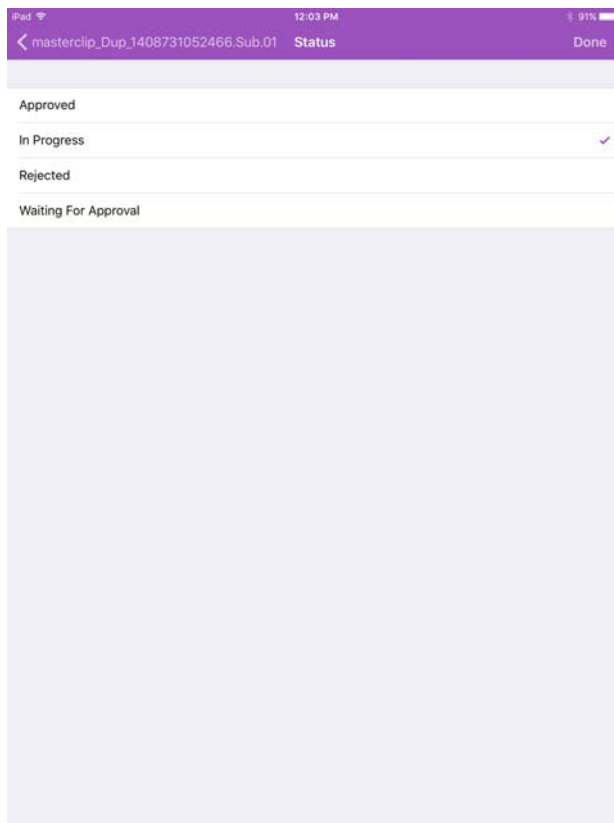 iPad 12:03 PM 91%
masterclip_Dup_1408731052466.Sub.01 Status Done
Approved
In Progress
Rejected
Waiting For Approval